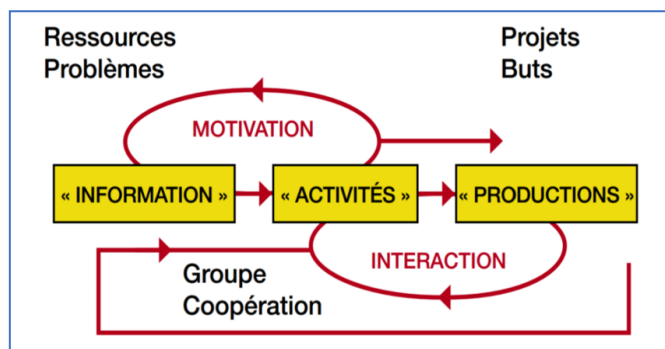 Ressources
Problèmes
Projets
Buts
MOTIVATION
« INFORMATION »
« ACTIVITÉS »
« PRODUCTIONS »
INTERACTION
Groupe
Coopération